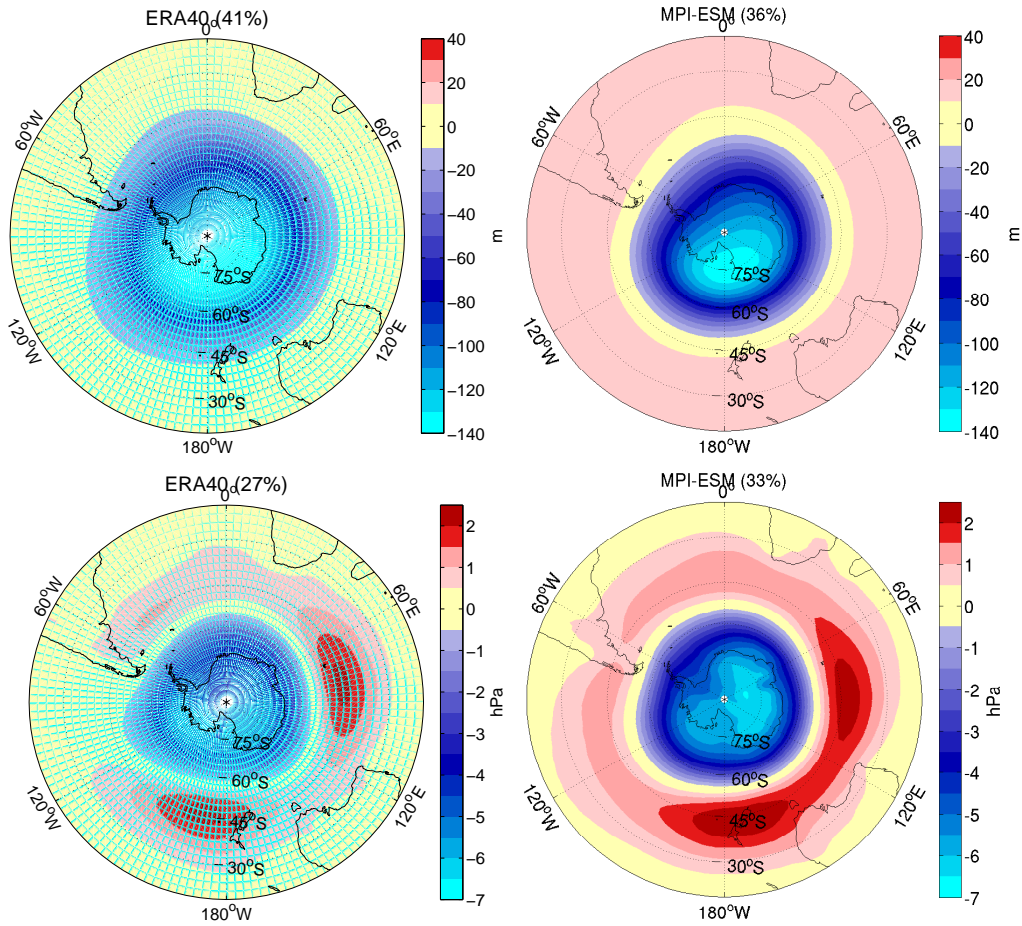 ERA40 (41%)
0°
60°W
60°E
120°W
120°E
75°S
60°S
45°S
30°S
180°W
40
20
0
−20
−40
−60
−80
−100
−120
−140
m
MPI-ESM (36%)
0°
60°W
60°E
120°W
120°E
75°S
60°S
45°S
30°S
180°W
40
20
0
-20
-40
-60
-80
-100
-120
-140
m
ERA40 (27%)
0°
60°W
60°E
120°W
120°E
75°S
60°S
45°S
30°S
180°W
2
1
0
−1
−2
−3
−4
−5
−6
−7
hPa
MPI-ESM (33%)
0°
60°W
60°E
120°W
120°E
75°S
60°S
45°S
30°S
180°W
2
1
0
-1
-2
-3
-4
-5
-6
-7
hPa